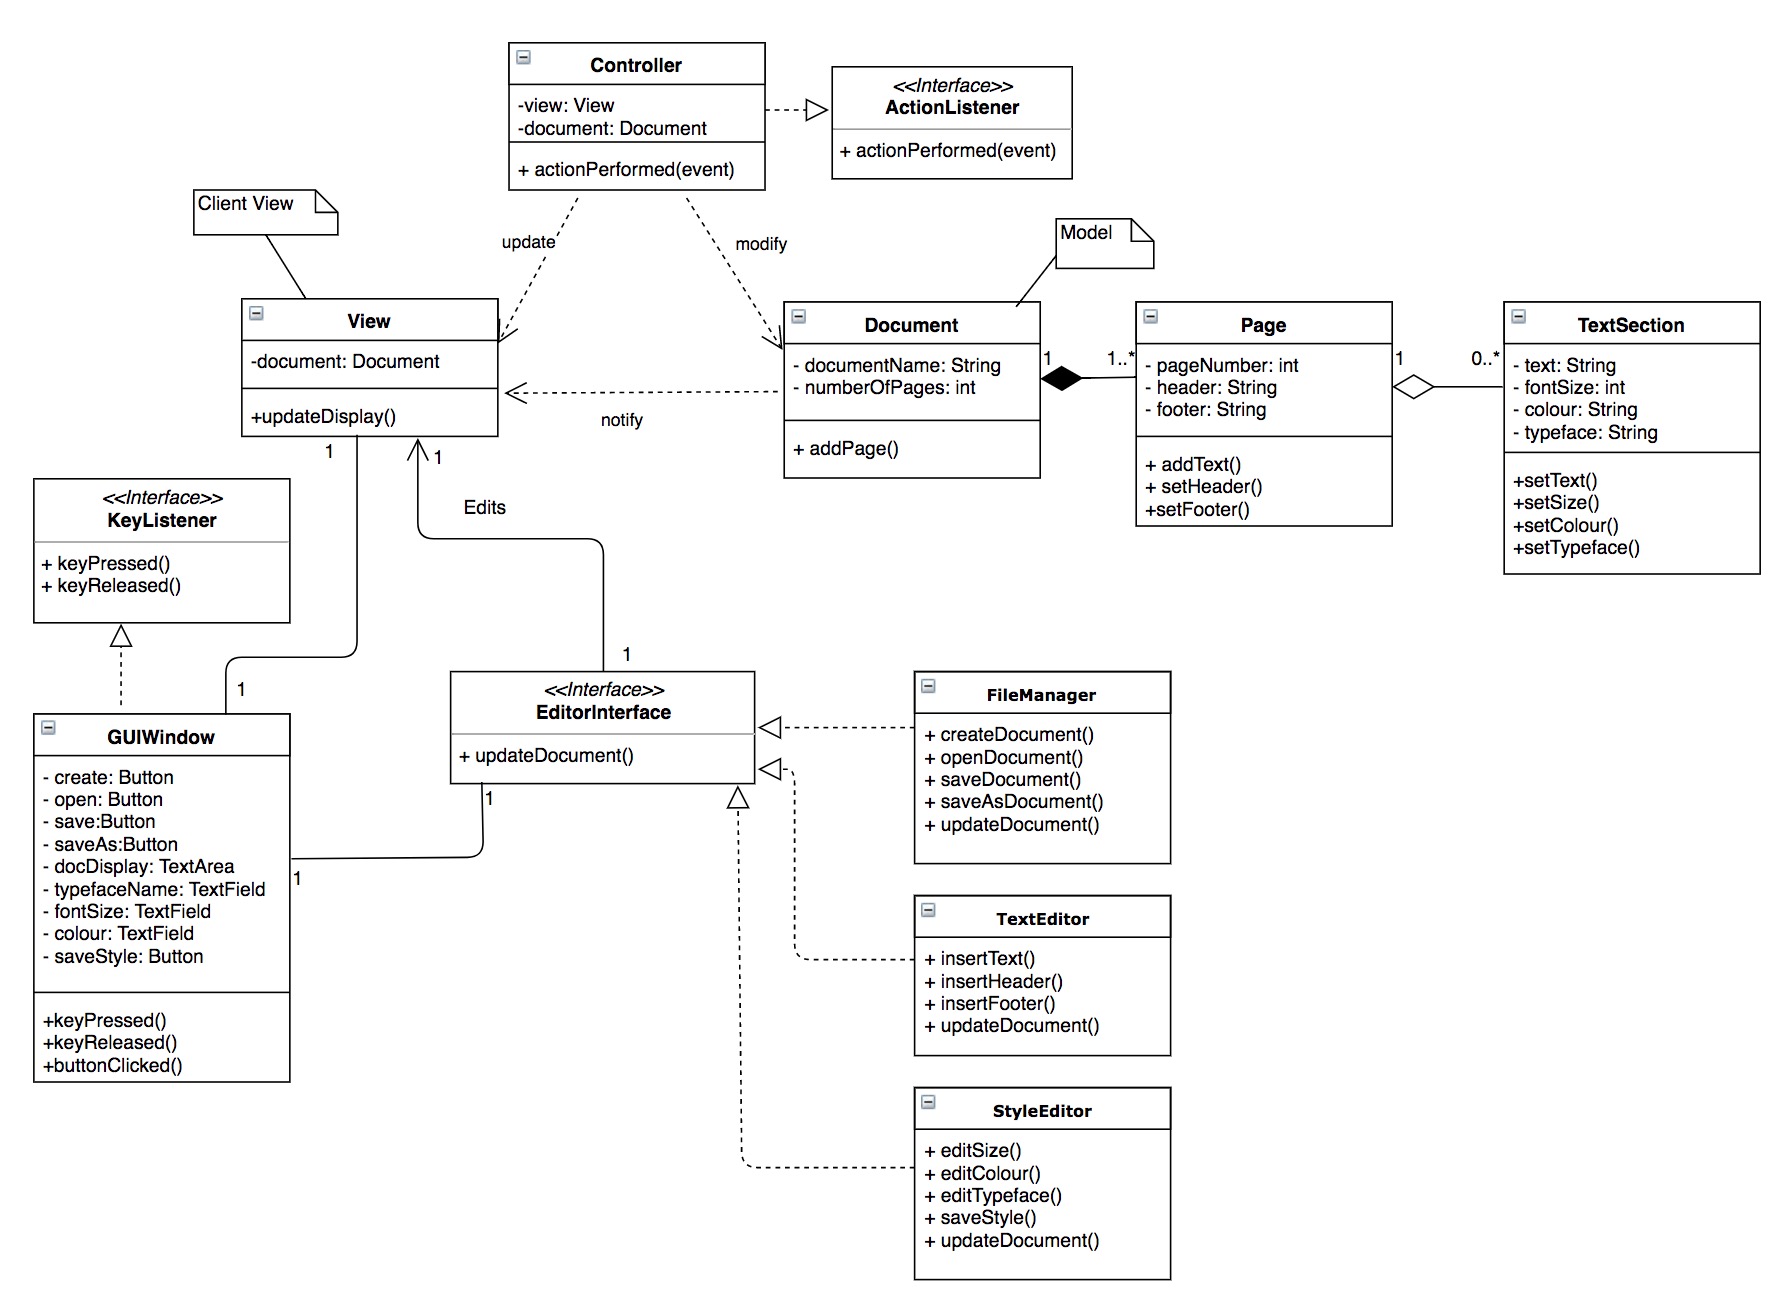 Controller
-view: View
-document: Document
+ actionPerformed(event)
<<Interface>>
ActionListener
+ actionPerformed(event)
Client View
update
modify
Model
View
-document: Document
+updateDisplay()
notify
Document
- documentName: String
- numberOfPages: int
+ addPage()
1
1..*
Page
- pageNumber: int
- header: String
- footer: String
+ addText()
+ setHeader()
+setFooter()
1
0..*
TextSection
- text: String
- fontSize: int
- colour: String
- typeface: String
+setText()
+setSize()
+setColour()
+setTypeface()
1
1
Edits
<<Interface>>
KeyListener
+ keyPressed()
+ keyReleased()
1
1
<<Interface>>
EditorInterface
+ updateDocument()
1
1
GUIWindow
- create: Button
- open: Button
- save:Button
- saveAs:Button
- docDisplay: TextArea
- typefaceName: TextField
- fontSize: TextField
- colour: TextField
- saveStyle: Button
+keyPressed()
+keyReleased()
+buttonClicked()
FileManager
+ createDocument()
+ openDocument()
+ saveDocument()
+ saveAsDocument()
+ updateDocument()
TextEditor
+ insertText()
+ insertHeader()
+ insertFooter()
+ updateDocument()
StyleEditor
+ editSize()
+ editColour()
+ editTypeface()
+ saveStyle()
+ updateDocument()